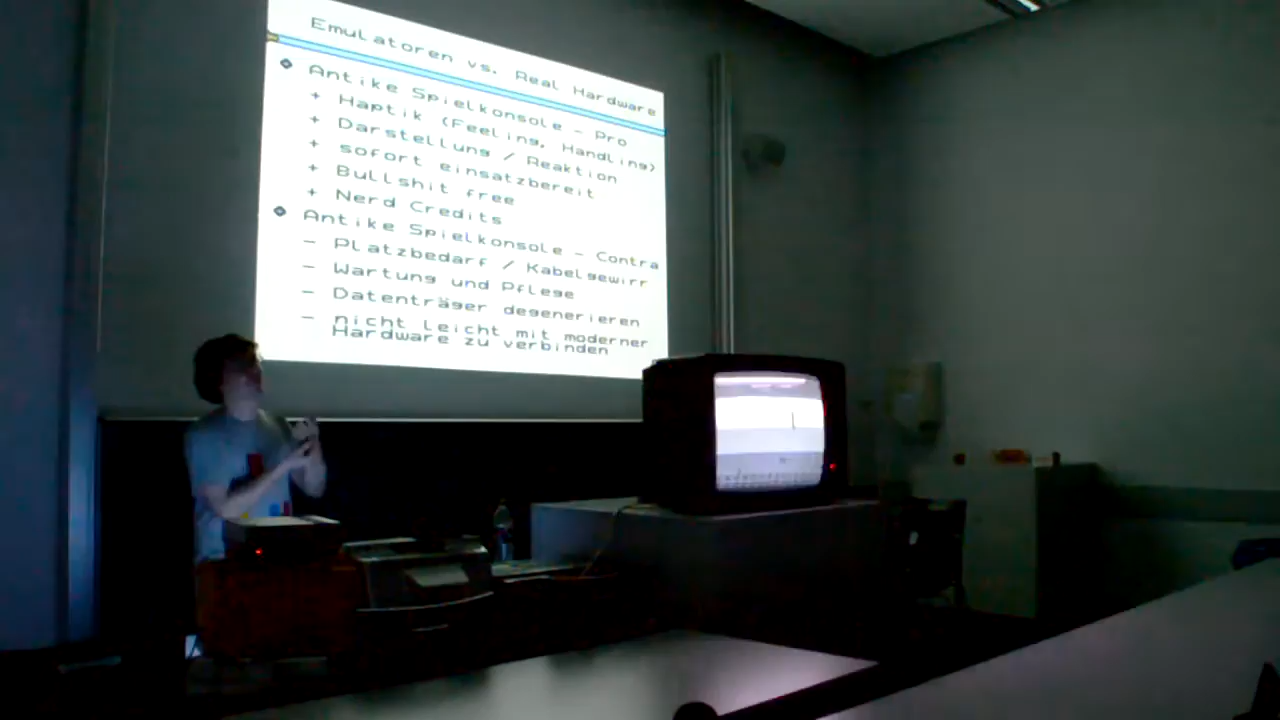 Emulatoren vs. Real Hardware
Antike Spielkonsole - Pro
+ Haptik (Feeling, Handling)
+ Darstellung / Reaktion
+ sofort einsatzbereit
+ Bullshit free
+ Nerd Credits
Antike Spielkonsole - Contra
- Platzbedarf / Kabelgewirr
- Wartung und Pflege
- Datenträger degenerieren
- nicht leicht mit moderner
Hardware zu verbinden